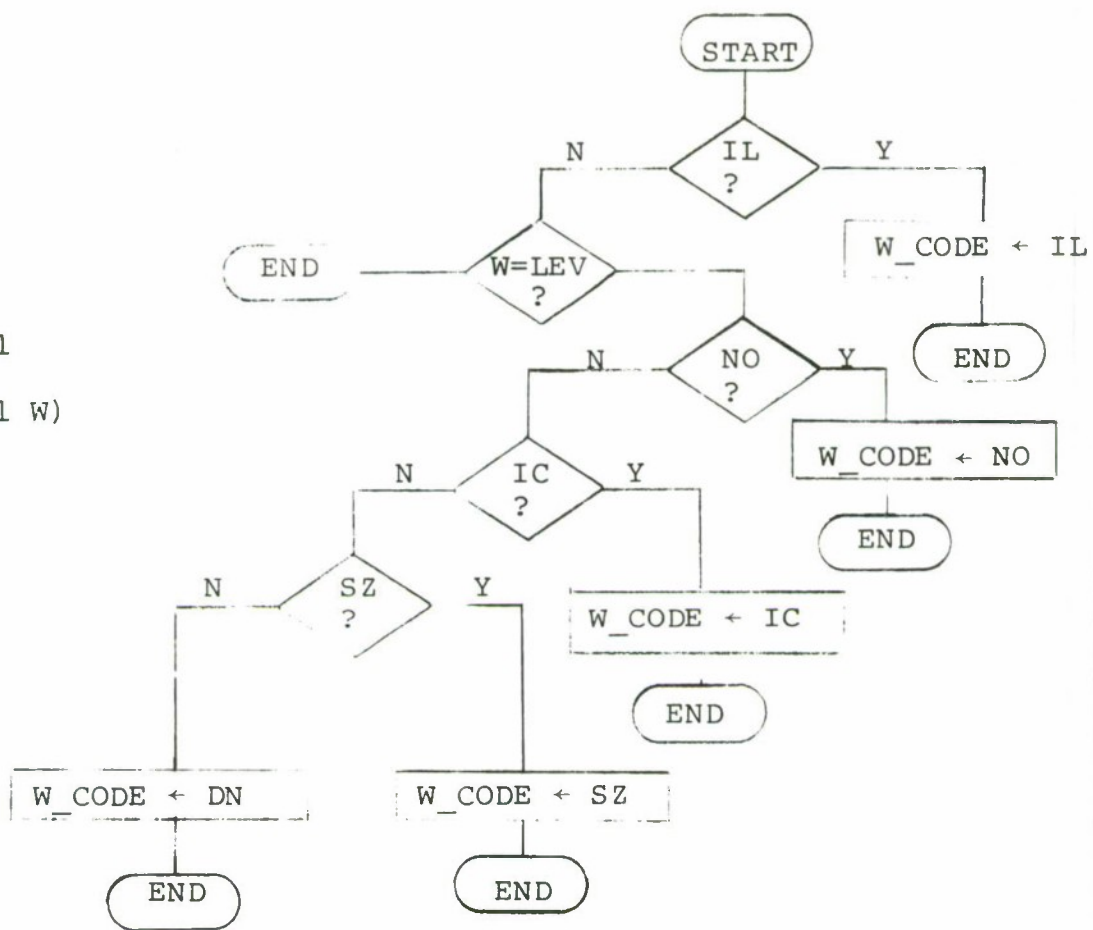 START
N
IL
?
Y
W_CODE ← IL
END
W=LEV
?
END
l
N
NO
?
Y
l W)
W_CODE ← NO
END
N
IC
?
Y
W_CODE ← IC
END
N
SZ
?
Y
W_CODE ← DN
W_CODE ← SZ
END
END